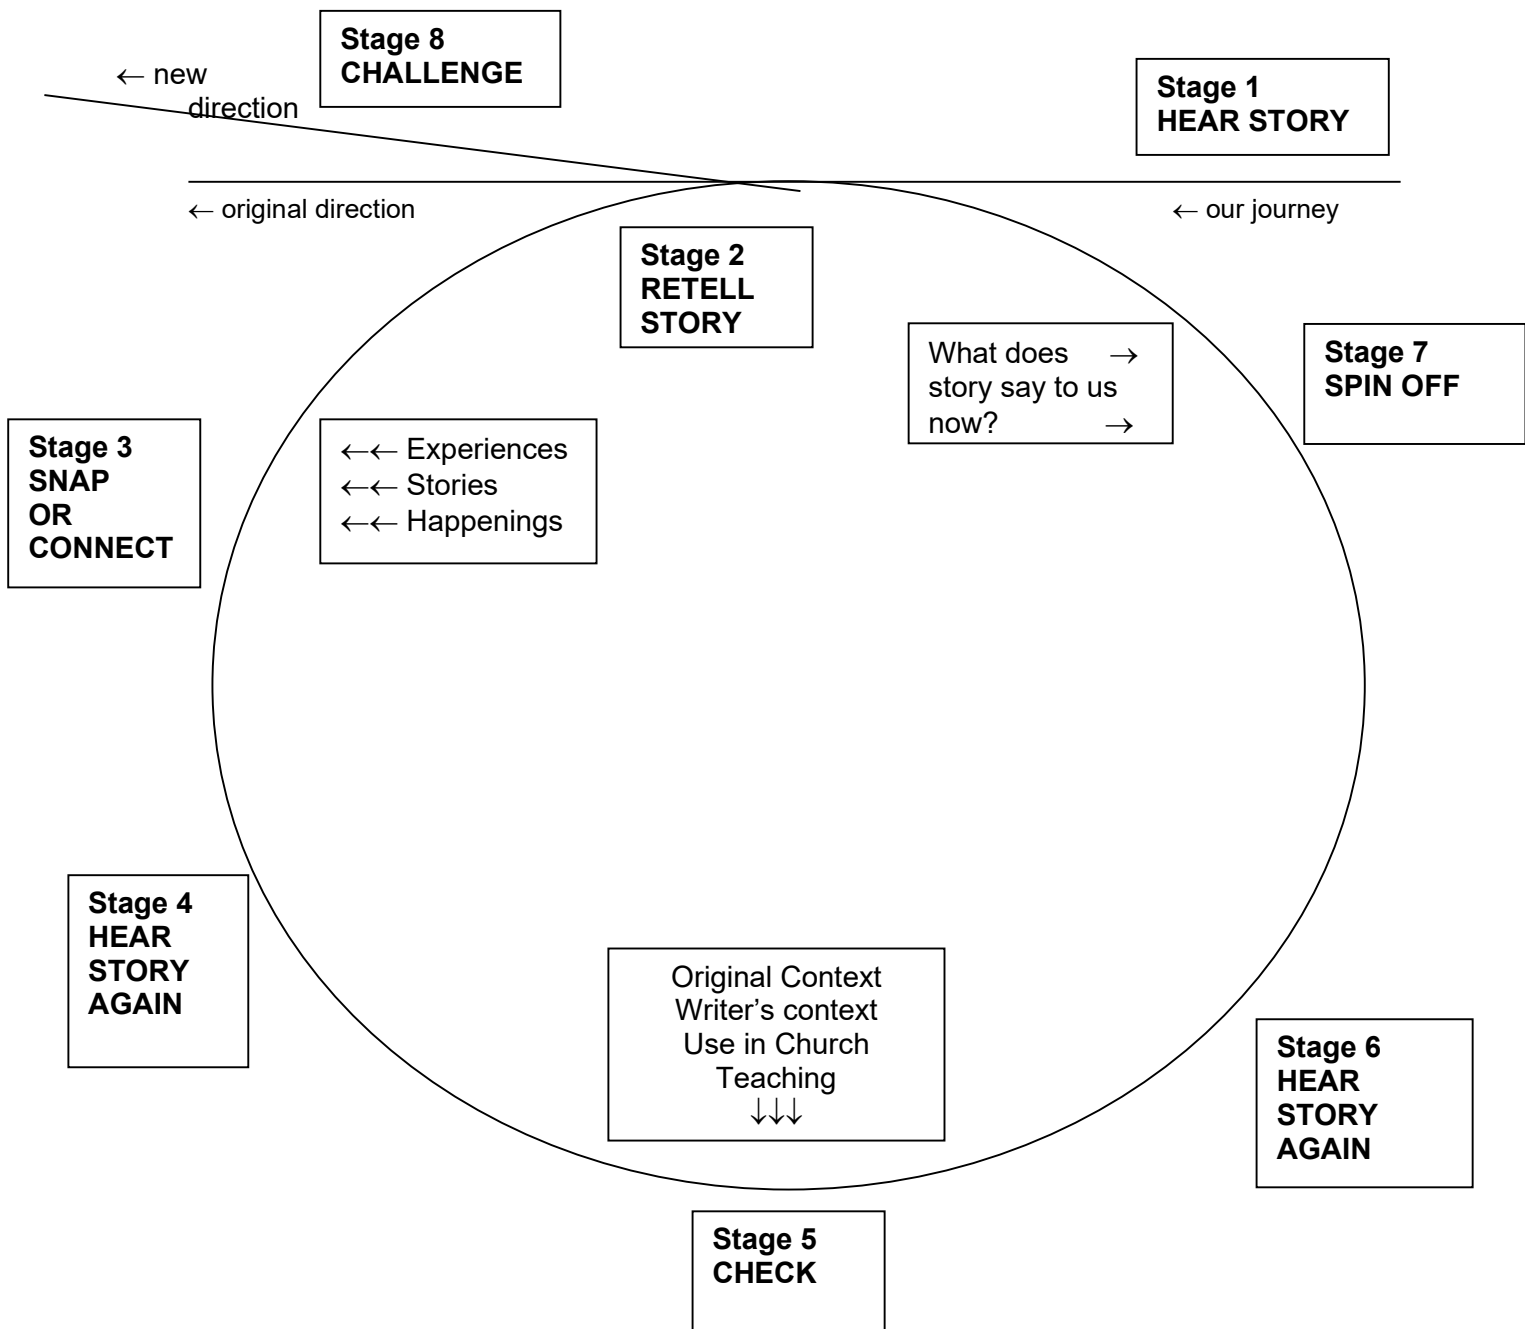 Stage 8
CHALLENGE
← new
direction
Stage 1
HEAR STORY
← original direction
← our journey
Stage 2
RETELL
STORY
What does →
story say to us
now? →
Stage 7
SPIN OFF
Stage 3
SNAP
OR
CONNECT
←← Experiences
←← Stories
←← Happenings
Stage 4
HEAR
STORY
AGAIN
Original Context
Writer’s context
Use in Church
Teaching
↓↓↓
Stage 6
HEAR
STORY
AGAIN
Stage 5
CHECK